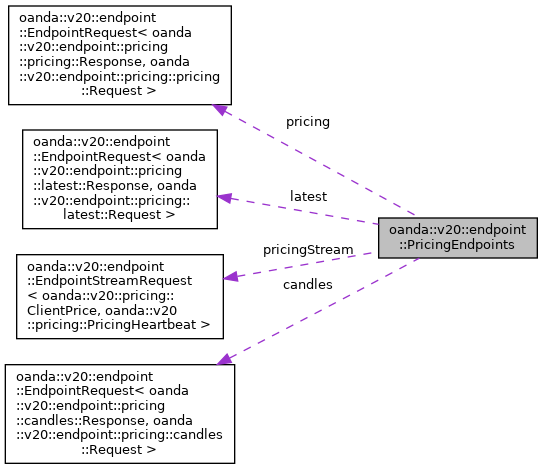 oanda::v20::endpoint
::EndpointRequest< oanda
::v20::endpoint::pricing
::pricing::Response, oanda
::v20::endpoint::pricing::pricing
::Request >
pricing
oanda::v20::endpoint
::EndpointRequest< oanda
::v20::endpoint::pricing
::latest::Response, oanda
::v20::endpoint::pricing::
latest::Request >
latest
oanda::v20::endpoint
::PricingEndpoints
pricingStream
oanda::v20::endpoint
::EndpointStreamRequest
< oanda::v20::pricing::
ClientPrice, oanda::v20
::pricing::PricingHeartbeat >
candles
oanda::v20::endpoint
::EndpointRequest< oanda
::v20::endpoint::pricing
::candles::Response, oanda
::v20::endpoint::pricing::candles
::Request >